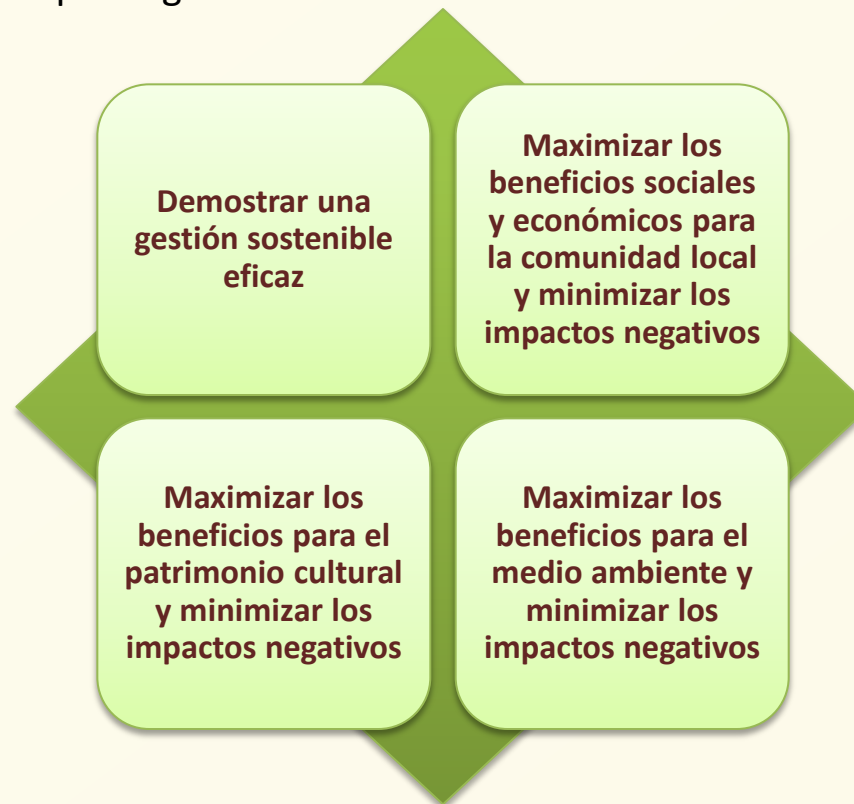 Demostrar una
gestión sostenible
eficaz
Maximizar los
beneficios sociales
y económicos para
la comunidad local
y minimizar los
impactos negativos
Maximizar los
beneficios para el
patrimonio cultural
y minimizar los
impactos negativos
Maximizar los
beneficios para el
medio ambiente y
minimizar los
impactos negativos